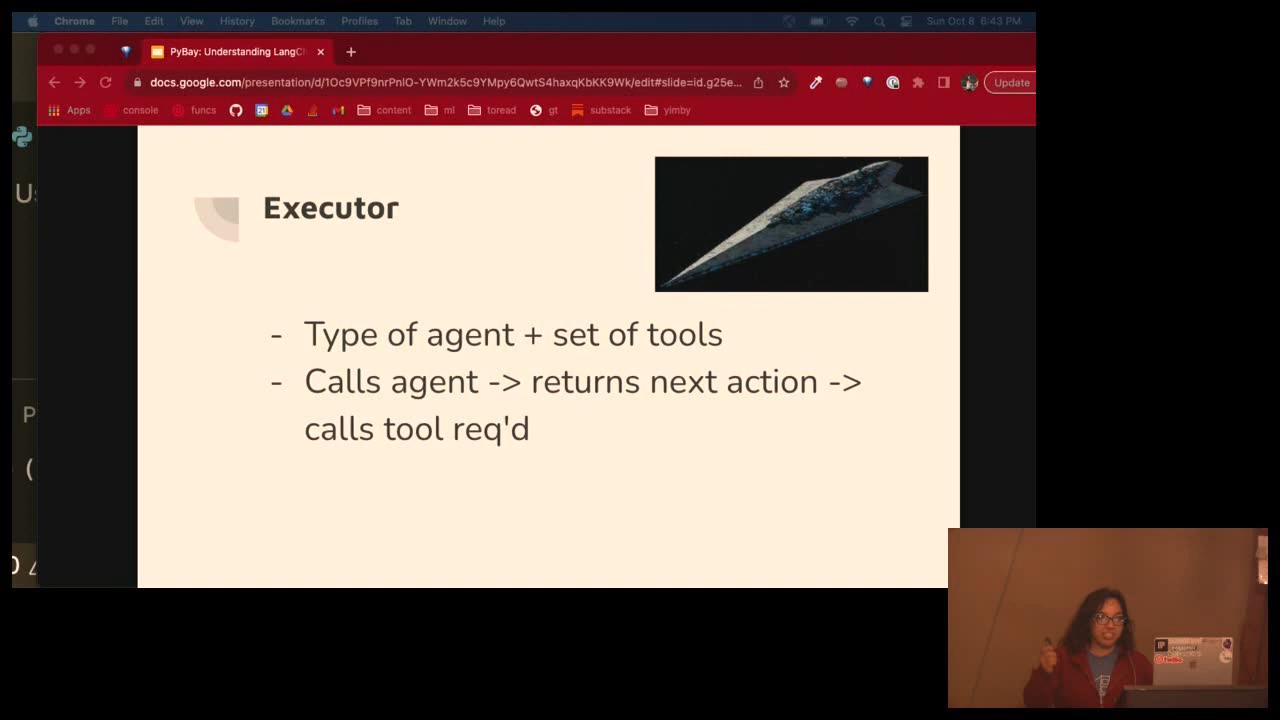 Chrome File Edit View History Bookmarks Profiles Tab Window Help Sun Oct 8 6:43 PM
PyBay: Understanding LangC
docs.google.com/presentation/d/1Oc9VPf9nrPnlO-YWm2k5c9YMpy6QwtS4haxqKbKK9Wk/edit#slide=id.g25e... Update
Apps console funcs content ml toread gt substack yimby
Us
Executor
- Type of agent + set of tools
- Calls agent -> returns next action ->
P
calls tool req'd
(